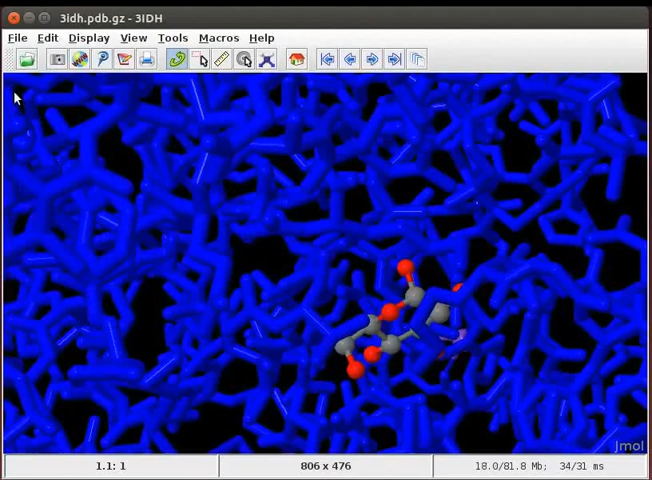 3idh.pdb.gz - 3IDH
File Edit Display View Tools Macros Help
Jmol
1.1: 1 806 x 476 18.0/81.8 Mb; 34/31 ms